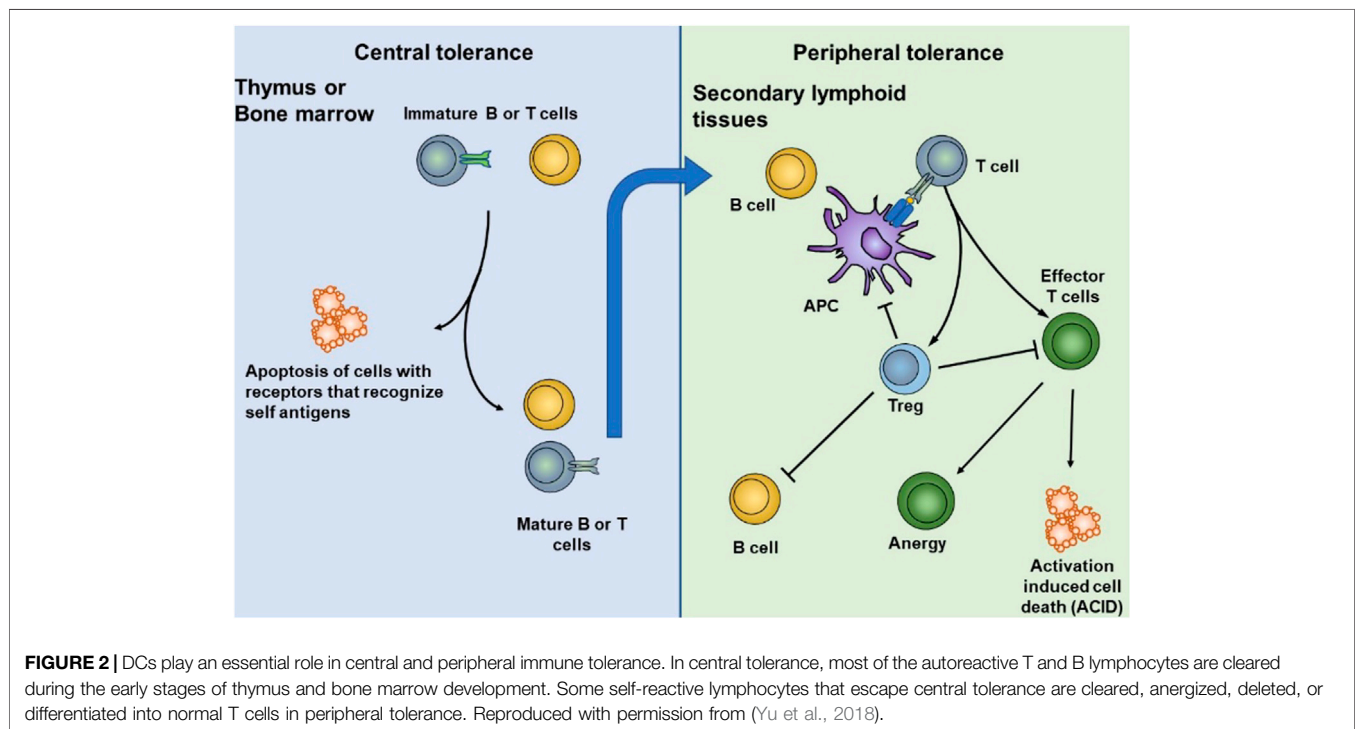 Central tolerance
Thymus or
Bone marrow
Immature B or T cells
Apoptosis of cells with
receptors that recognize
self antigens
Mature B or T
cells
Peripheral tolerance
Secondary lymphoid
tissues
B cell
T cell
APC
Effector
T cells
Treg
B cell
Anergy
Activation
induced cell
death (ACID)
FIGURE 2 | DCs play an essential role in central and peripheral immune tolerance. In central tolerance, most of the autoreactive T and B lymphocytes are cleared
during the early stages of thymus and bone marrow development. Some self-reactive lymphocytes that escape central tolerance are cleared, anergized, deleted, or
differentiated into normal T cells in peripheral tolerance. Reproduced with permission from (Yu et al., 2018).